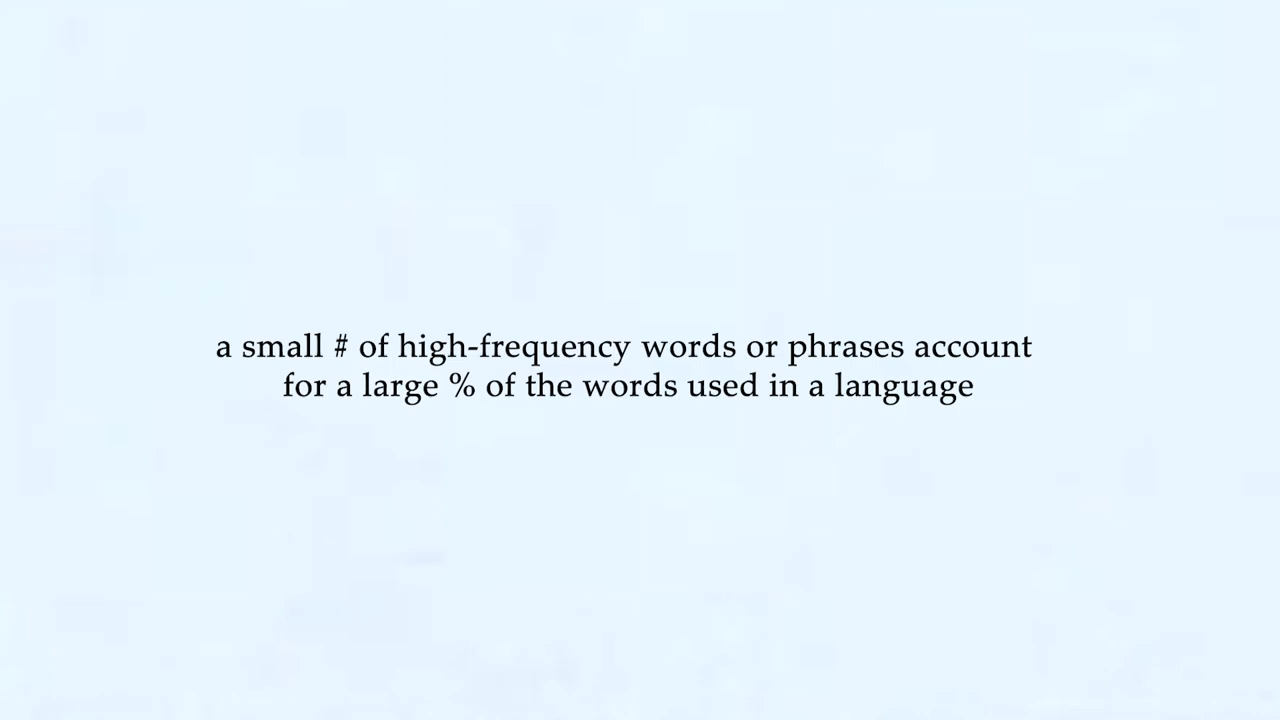 a small # of high-frequency words or phrases account
for a large % of the words used in a language